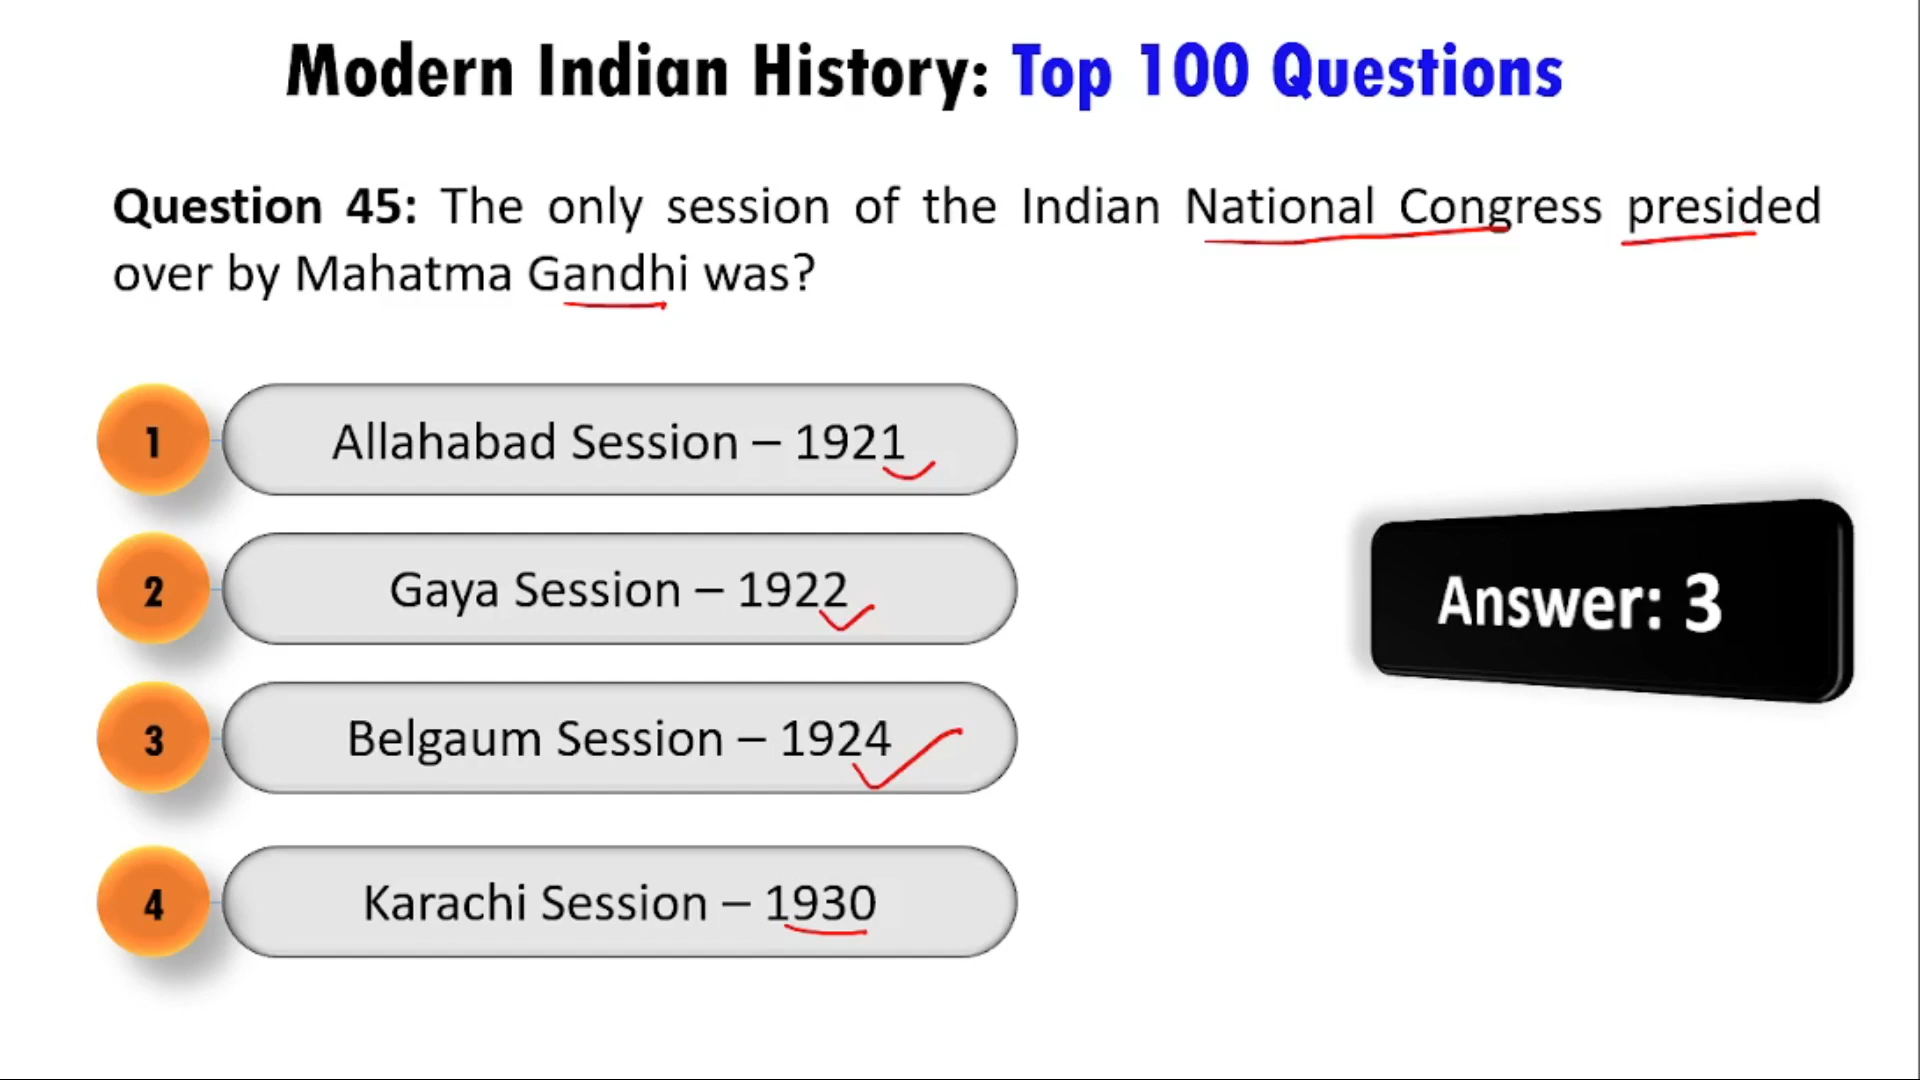 Modern Indian History: Top 100 Questions
Question 45: The only session of the Indian National Congress presided
over by Mahatma Gandhi was?
1 Allahabad Session – 1921
2 Gaya Session – 1922
3 Belgaum Session – 1924
4 Karachi Session – 1930
Answer: 3